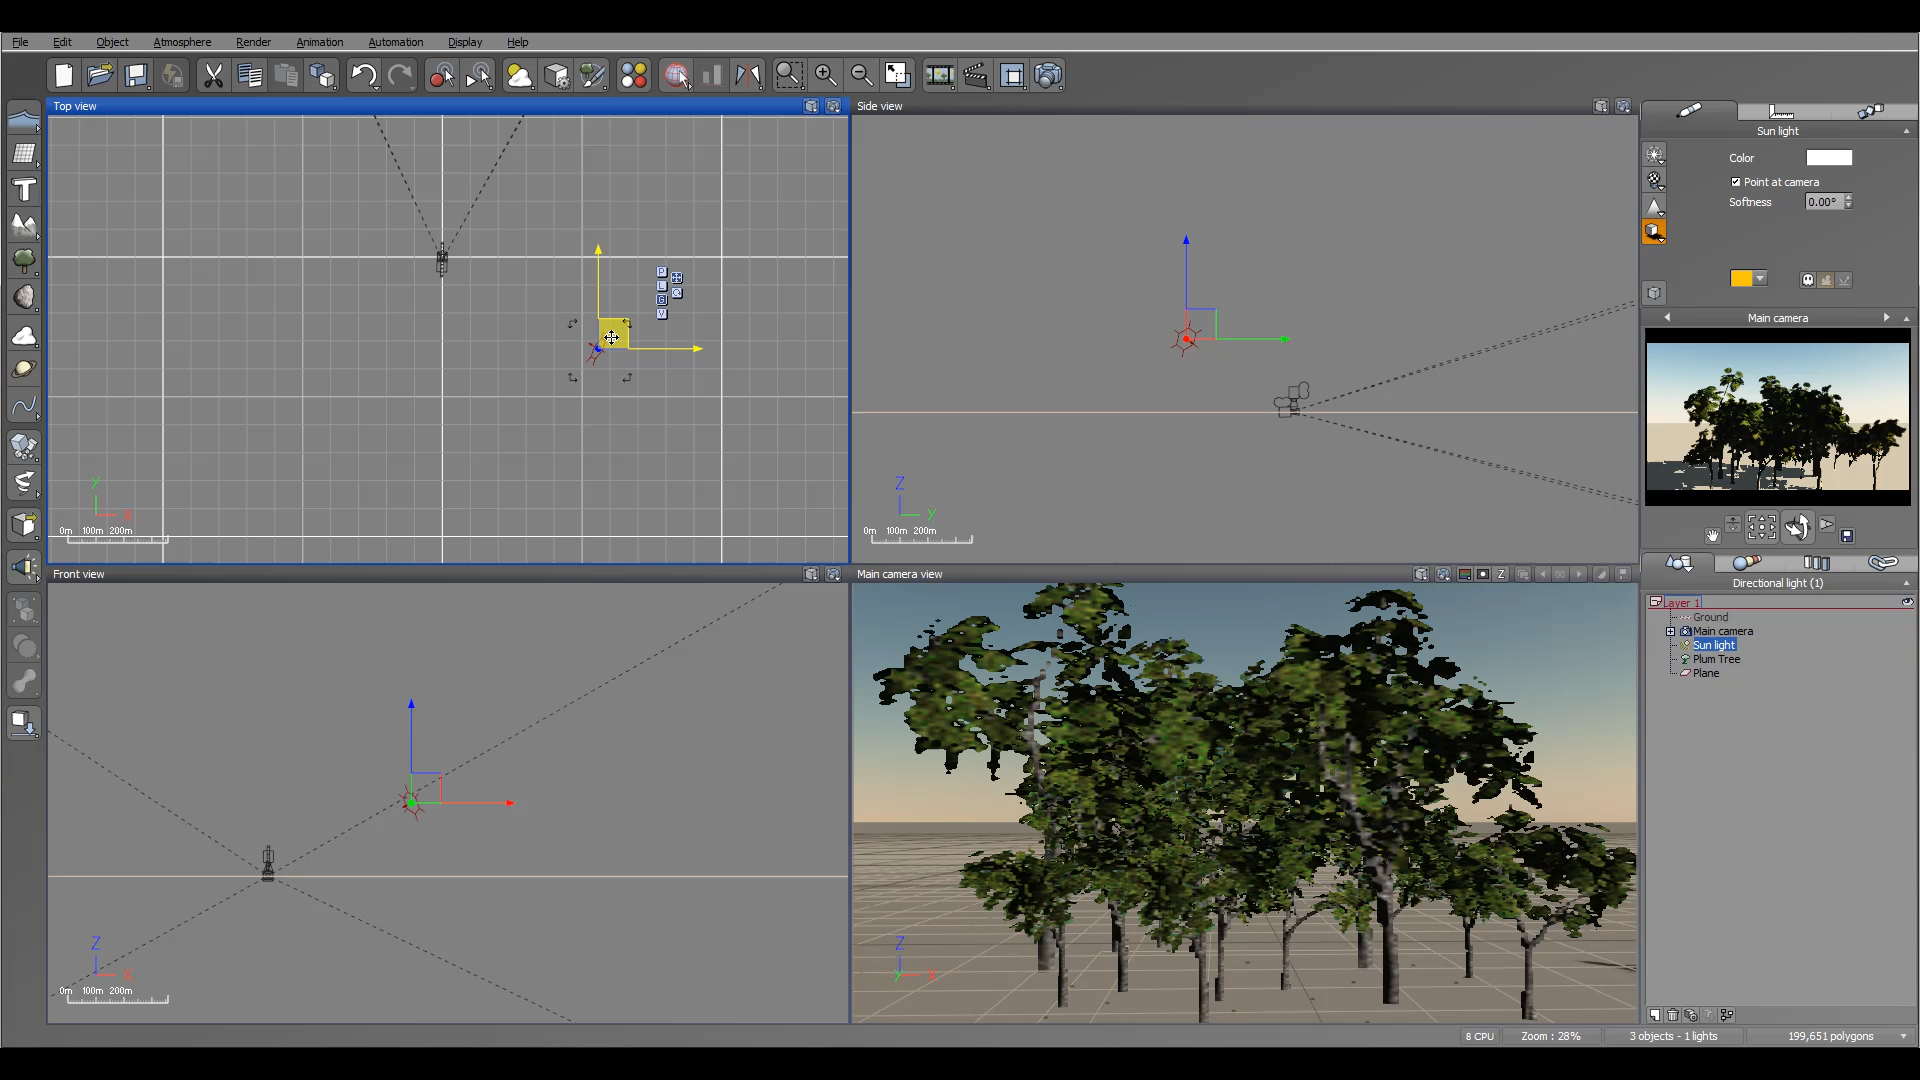 File Edit Object Atmosphere Render Animation Automation Display Help
Top view
Side view
Sun light
Color
Point at camera
Softness 0.00°
P
L
G
V
Main camera
Y
X
0m 100m 200m
Z
Y
0m 100m 200m
Front view
Main camera view
Z
Directional light (1)
Layer 1
Ground
Main camera
Sun light
Plum Tree
Plane
Z
X
0m 100m 200m
Z
Y
X
8 CPU Zoom : 28% 3 objects - 1 lights 199,651 polygons